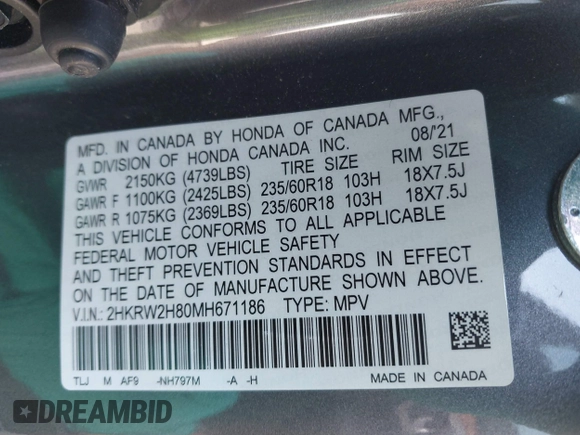 MFD. IN CANADA BY HONDA OF CANADA MFG.,
A DIVISION OF HONDA CANADA INC. 08/'21
GVWR 2150KG (4739LBS) TIRE SIZE RIM SIZE
GAWR F 1100KG (2425LBS) 235/60R18 103H 18X7.5J
GAWR R 1075KG (2369LBS) 235/60R18 103H 18X7.5J
THIS VEHICLE CONFORMS TO ALL APPLICABLE
FEDERAL MOTOR VEHICLE SAFETY
AND THEFT PREVENTION STANDARDS IN EFFECT
ON THE DATE OF MANUFACTURE SHOWN ABOVE.
V.I.N.: 2HKRW2H80MH671186 TYPE: MPV
TLJ M AF9 -NH797M -A -H
MADE IN CANADA
DREAMBID